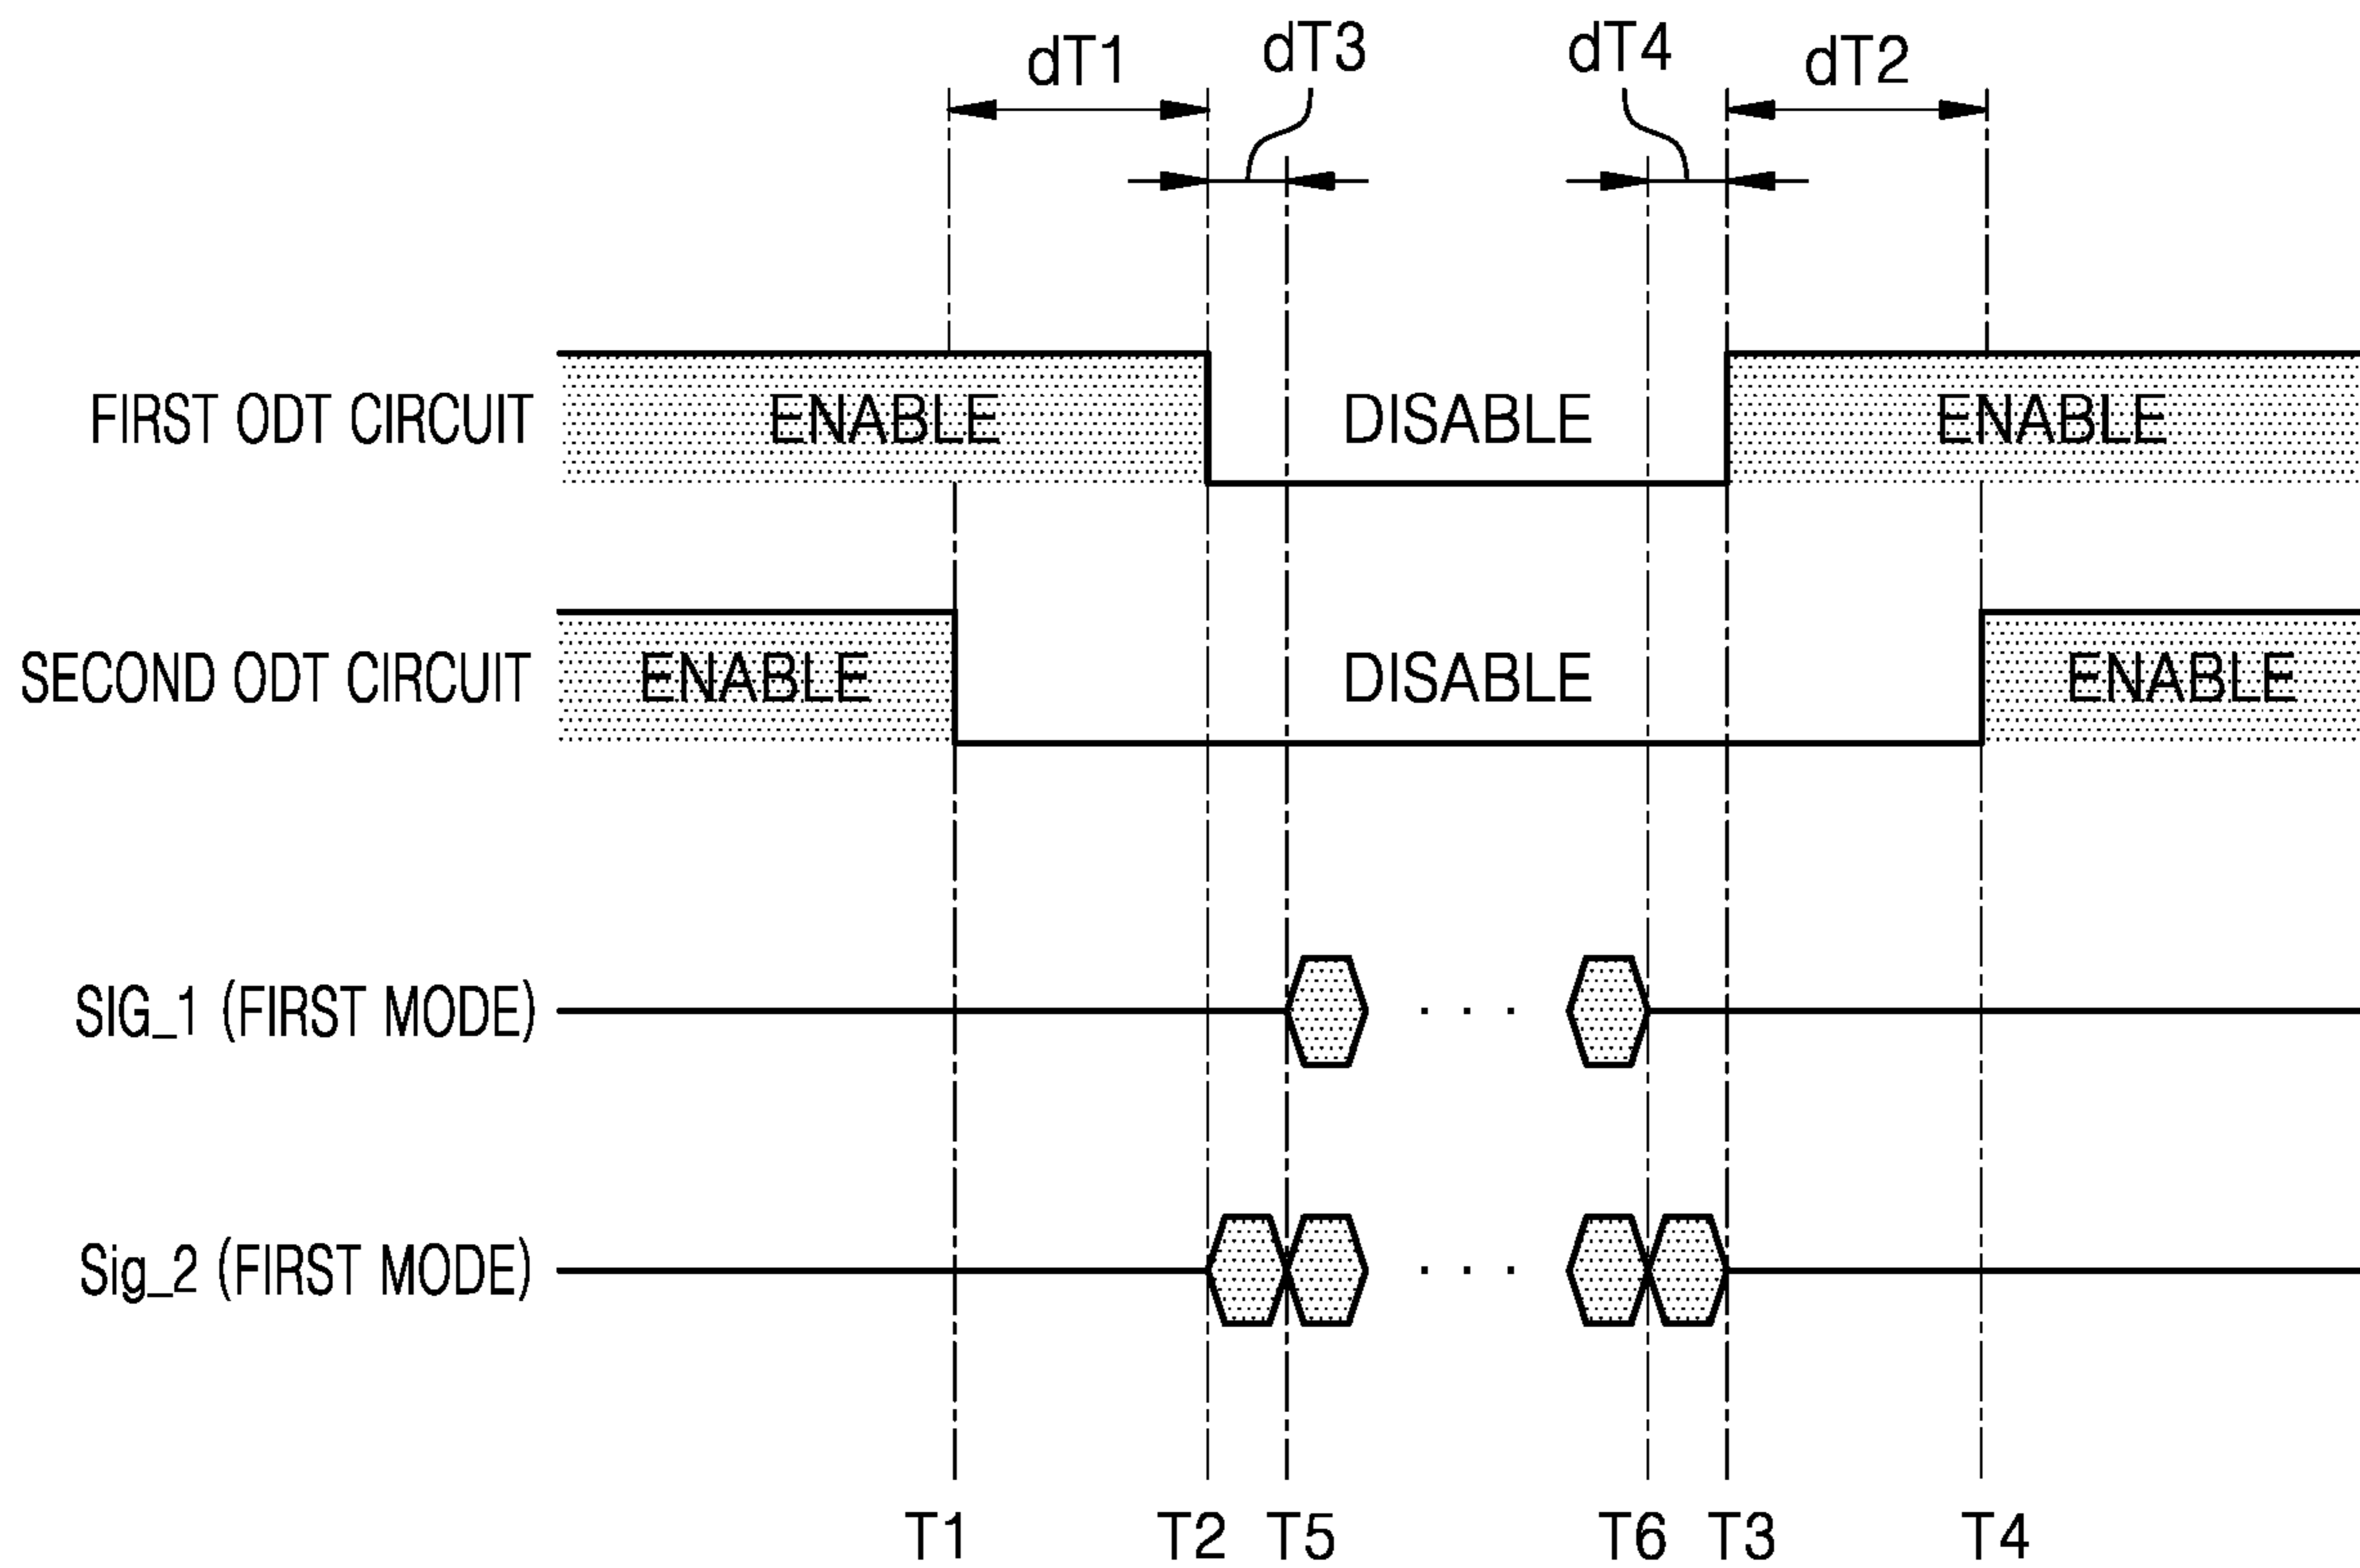 dT1 dT3 dT4 dT2
FIRST ODT CIRCUIT ENABLE DISABLE ENABLE
SECOND ODT CIRCUIT ENABLE DISABLE ENABLE
SIG_1 (FIRST MODE) . . .
Sig_2 (FIRST MODE) . . .
T1 T2 T5 T6 T3 T4